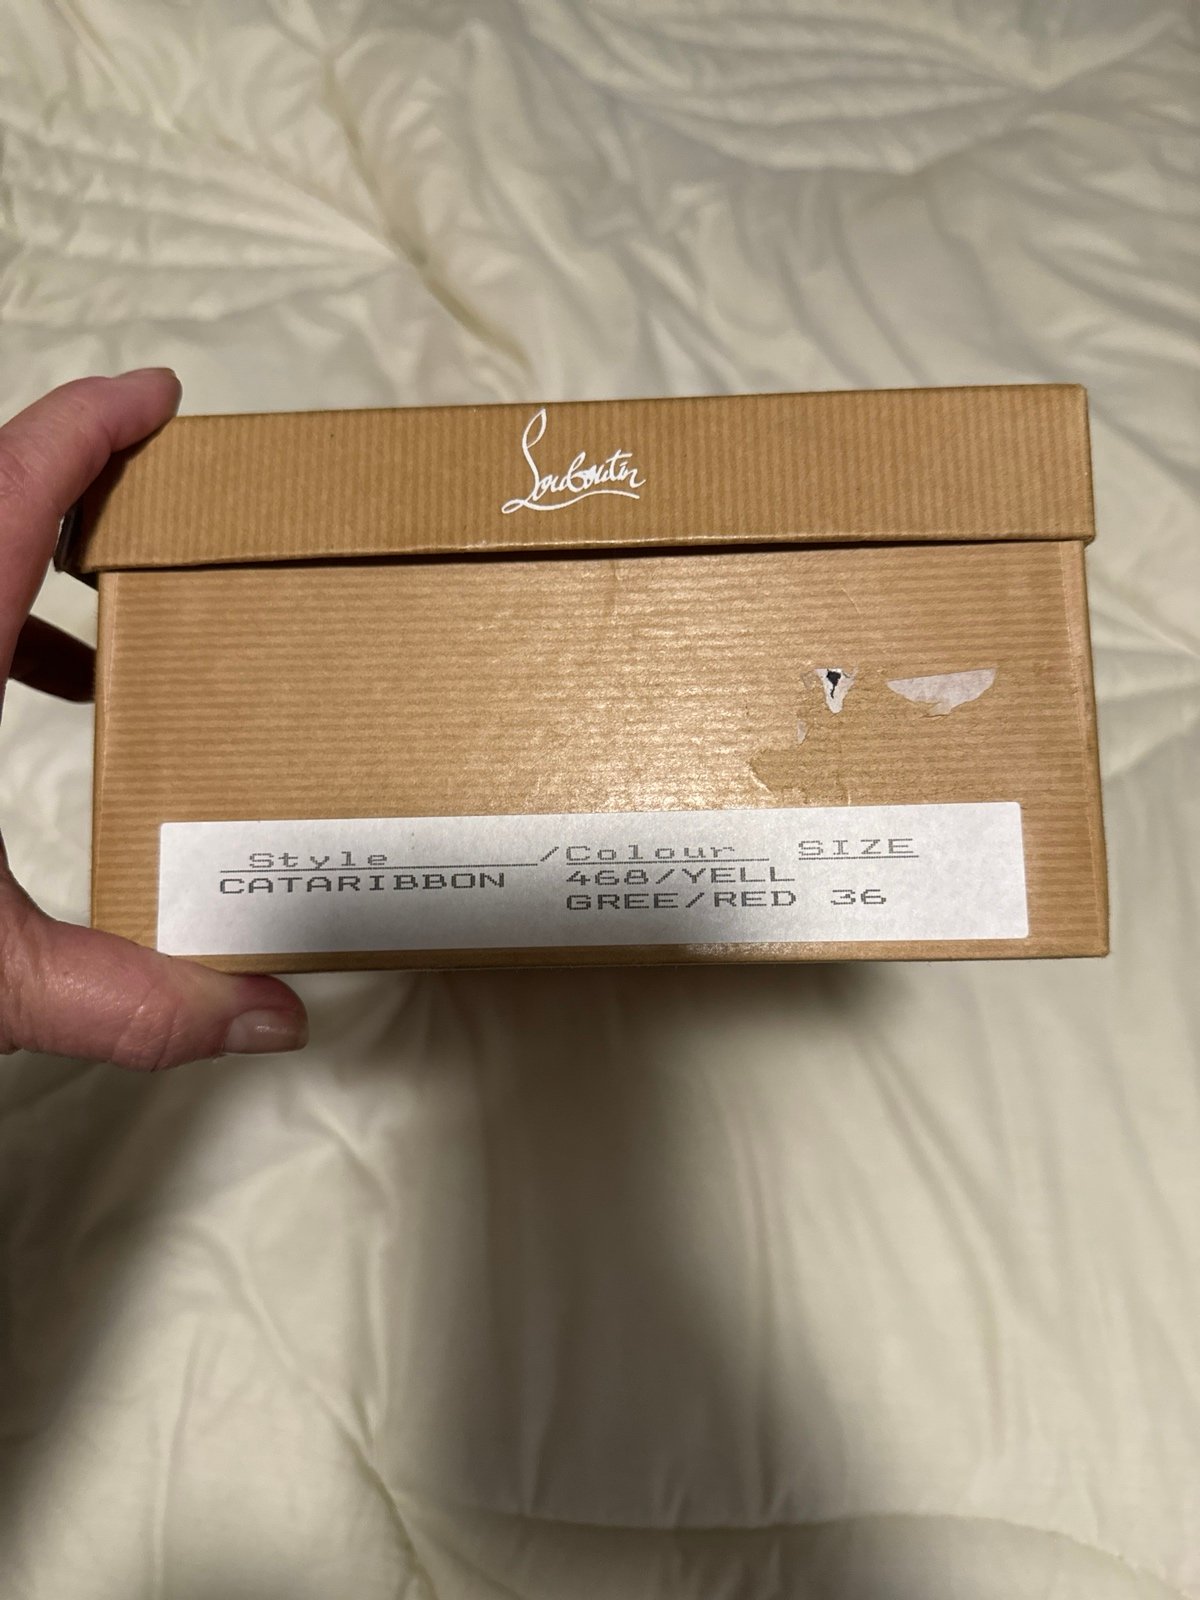 Louboutin
Style /Colour SIZE
CATARIBBON 468/YELL
GREE/RED 36